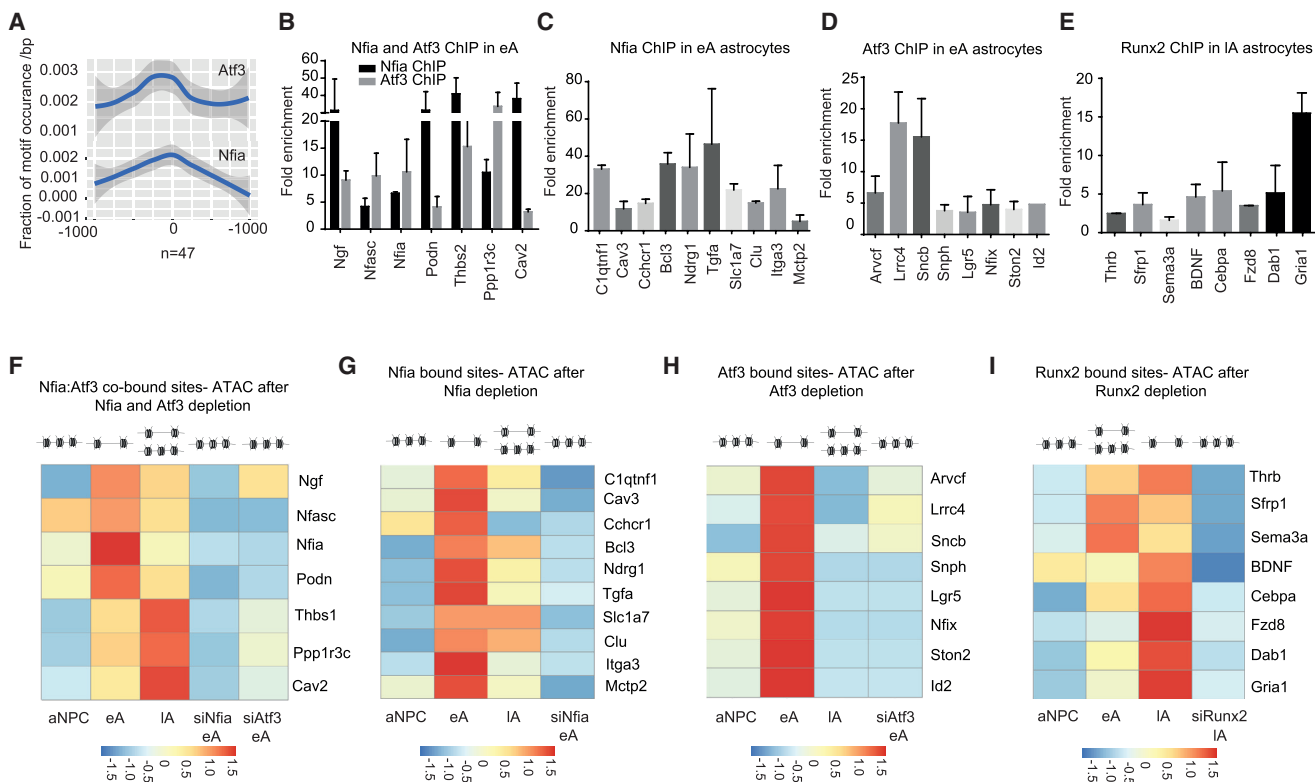 A
Fraction of motif occurance /bp
0.003
0.002
0.001
0.002
0.001
0.000
-0.001
Atf3
Nfia
-1000
0
-1000
n=47
B
Nfia and Atf3 ChIP in eA
Nfia ChIP
Atf3 ChIP
Fold enrichment
60
50
40
30
20
15
10
5
0
Ngf
Nfasc
Nfia
Podn
Thbs2
Ppp1r3c
Cav2
C
Nfia ChIP in eA astrocytes
Fold enrichment
80
60
40
20
0
C1qtnf1
Cav3
Cchcr1
Bcl3
Ndrg1
Tgfa
Slc1a7
Clu
Itga3
Mctp2
D
Atf3 ChIP in eA astrocytes
Fold enrichment
25
20
15
10
5
0
Arvcf
Lrrc4
Sncb
Snph
Lgr5
Nfix
Ston2
Id2
E
Runx2 ChIP in lA astrocytes
Fold enrichment
20
15
10
5
0
Thrb
Sfrp1
Sema3a
BDNF
Cebpa
Fzd8
Dab1
Gria1
F
Nfia:Atf3 co-bound sites- ATAC after
Nfia and Atf3 depletion
Ngf
Nfasc
Nfia
Podn
Thbs1
Ppp1r3c
Cav2
aNPC eA lA siNfia siAtf3
eA eA
-1.5 -1.0 -0.5 0 0.5 1.0 1.5
G
Nfia bound sites- ATAC after
Nfia depletion
C1qtnf1
Cav3
Cchcr1
Bcl3
Ndrg1
Tgfa
Slc1a7
Clu
Itga3
Mctp2
aNPC eA lA siNfia
eA
-1.5 -1.0 -0.5 0 0.5 1.0 1.5
H
Atf3 bound sites- ATAC after
Atf3 depletion
Arvcf
Lrrc4
Sncb
Snph
Lgr5
Nfix
Ston2
Id2
aNPC eA lA siAtf3
eA
-1.5 -1.0 -0.5 0 0.5 1.0 1.5
I
Runx2 bound sites- ATAC after
Runx2 depletion
Thrb
Sfrp1
Sema3a
BDNF
Cebpa
Fzd8
Dab1
Gria1
aNPC eA lA siRunx2
lA
-1.5 -1.0 -0.5 0 0.5 1.0 1.5